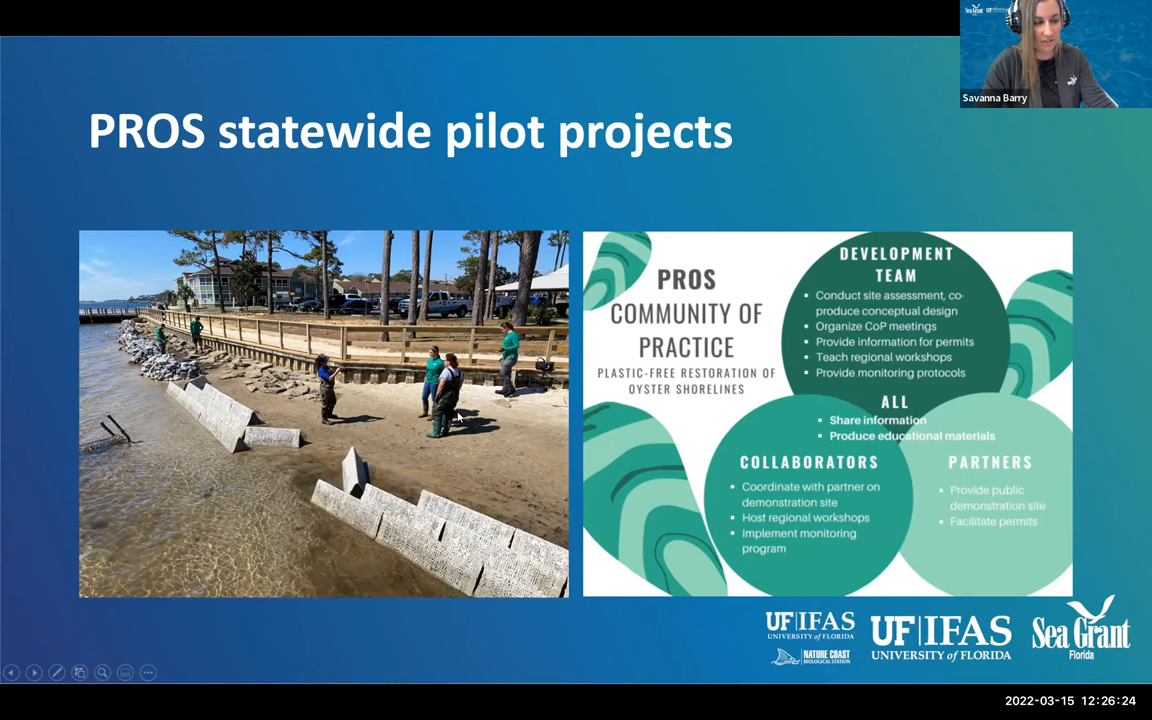 Sea Grant
UF|IFAS
Savanna Barry
PROS statewide pilot projects
PROS
COMMUNITY OF
PRACTICE
PLASTIC-FREE RESTORATION OF
OYSTER SHORELINES
DEVELOPMENT
TEAM
• Conduct site assessment, co-
produce conceptual design
• Organize CoP meetings
• Provide information for permits
• Teach regional workshops
• Provide monitoring protocols
ALL
• Share information
• Produce educational materials
COLLABORATORS
• Coordinate with partner on
demonstration site
• Host regional workshops
• Implement monitoring
program
PARTNERS
• Provide public
demonstration site
• Facilitate permits
UF|IFAS
UNIVERSITY of FLORIDA
NATURE COAST
BIOLOGICAL STATION
UF|IFAS
UNIVERSITY of FLORIDA
Sea Grant
Florida
2022-03-15 12:26:24